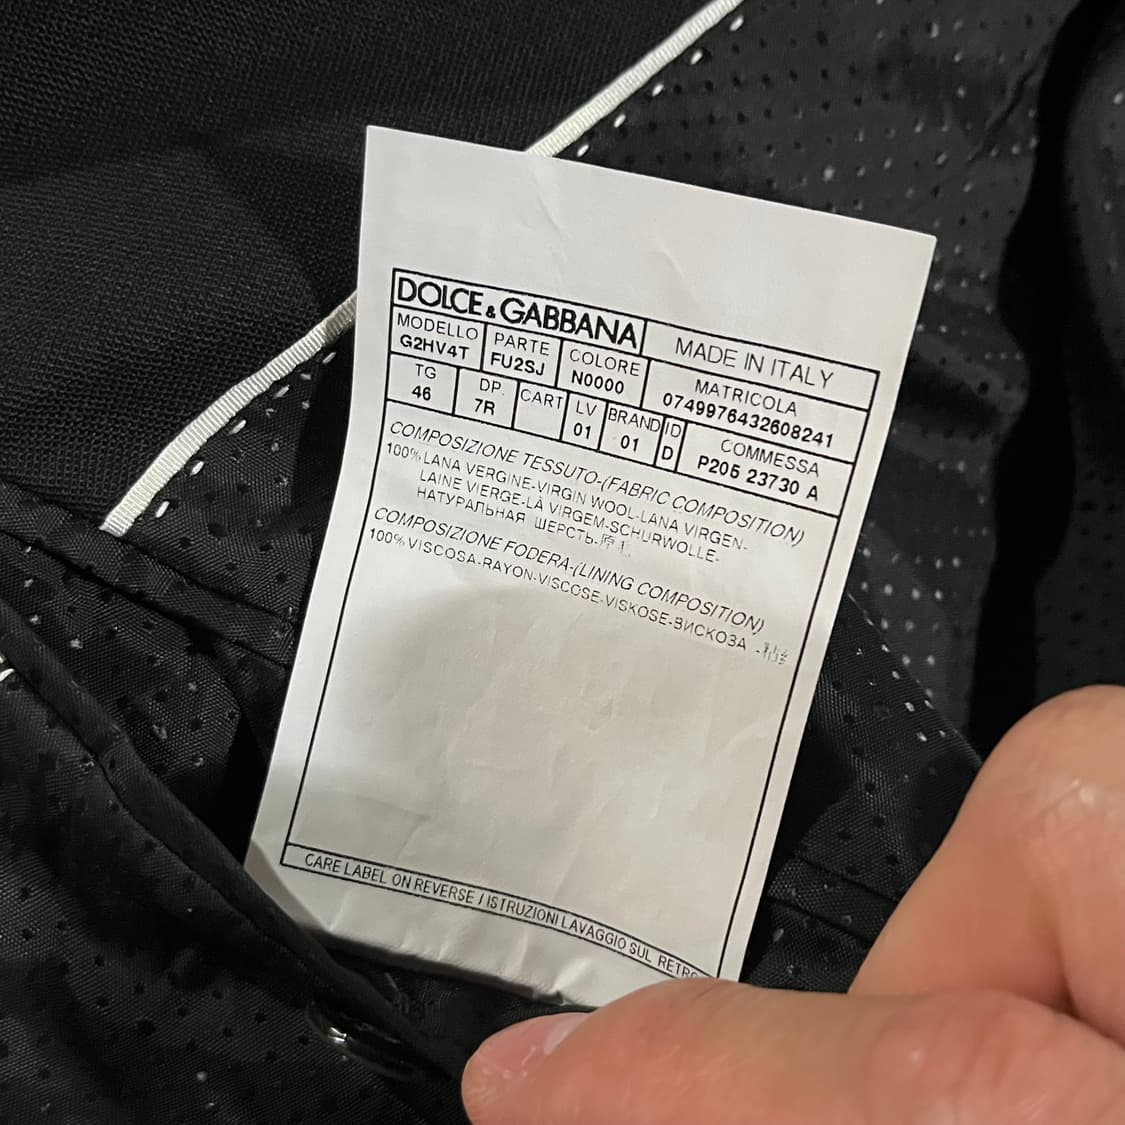 DOLCE & GABBANA
MADE IN ITALY
MODELLO
G2HV4T
PARTE
FU2SJ
COLORE
N0000
MATRICOLA
0749976432608241
TG
46
DP.
7R
CART
LV
01
BRAND
01
ID
D
COMMESSA
P205 23730 A
COMPOSIZIONE TESSUTO-(FABRIC COMPOSITION)
100%LANA VERGINE-VIRGIN WOOL-LANA VIRGEN-
LAINE VIERGE-LÀ VIRGEM-SCHURWOLLE-
НАТУРАЛЬНАЯ ШЕРСТЬ-原毛
COMPOSIZIONE FODERA-(LINING COMPOSITION)
100%VISCOSA-RAYON-VISCOSE-VISKOSE-ВИСКОЗА -
CARE LABEL ON REVERSE / ISTRUZIONI LAVAGGIO SUL RETRO